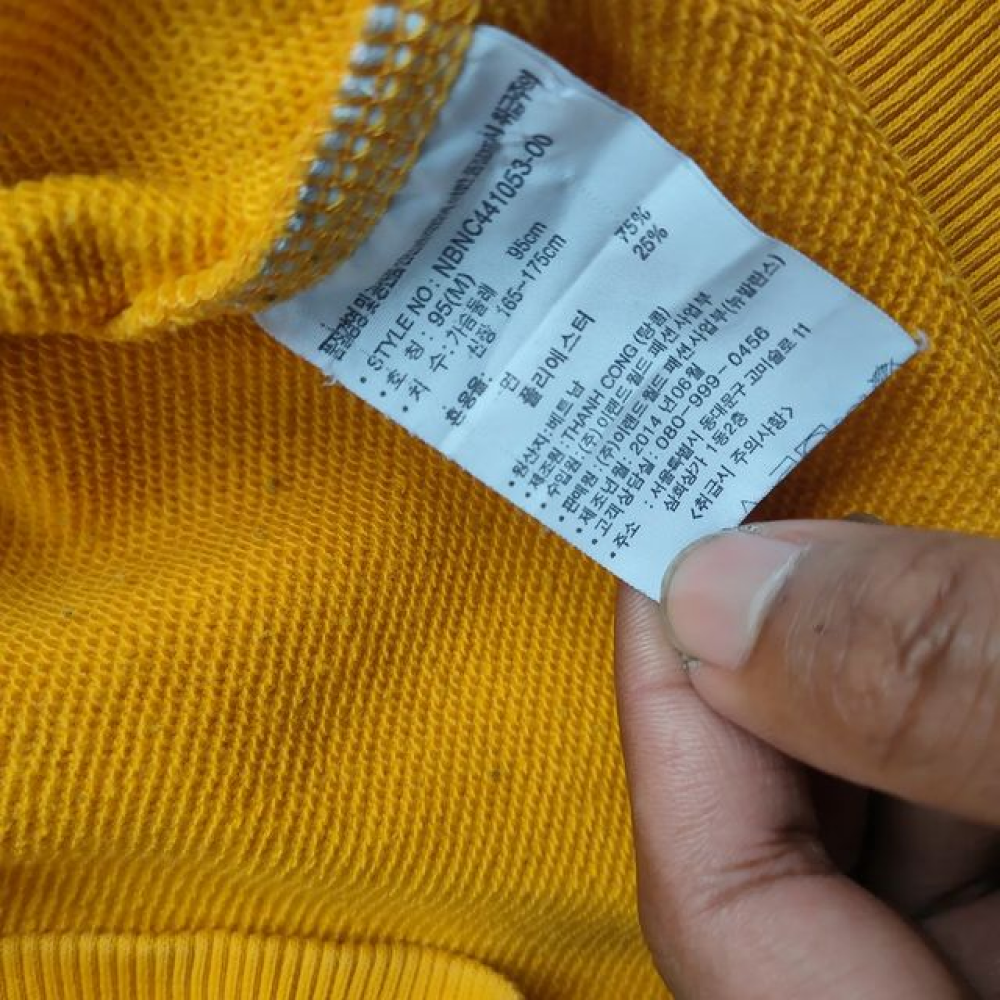 취급주의
• STYLE NO: NBNC441053-00
• 호 칭: 95(M)
• 치 수: 가슴둘레 95cm
신장 165~175cm
혼용율: 면 75%
폴리에스터 25%
• 원산지: 베트남
• 제조원: THANH CONG (탕콩)
• 수입원: (주) 이랜드 월드 패션 사업부
• 판매원: (주)이랜드월드 패션사업부(뉴발란스)
• 제조년월: 2014 년06월
• 고객상담실: 080-999-0456
• 주소 : 서울특별시 동대문구 고미술로 11
삼희상가 1동2층
<취급시 주의사항>